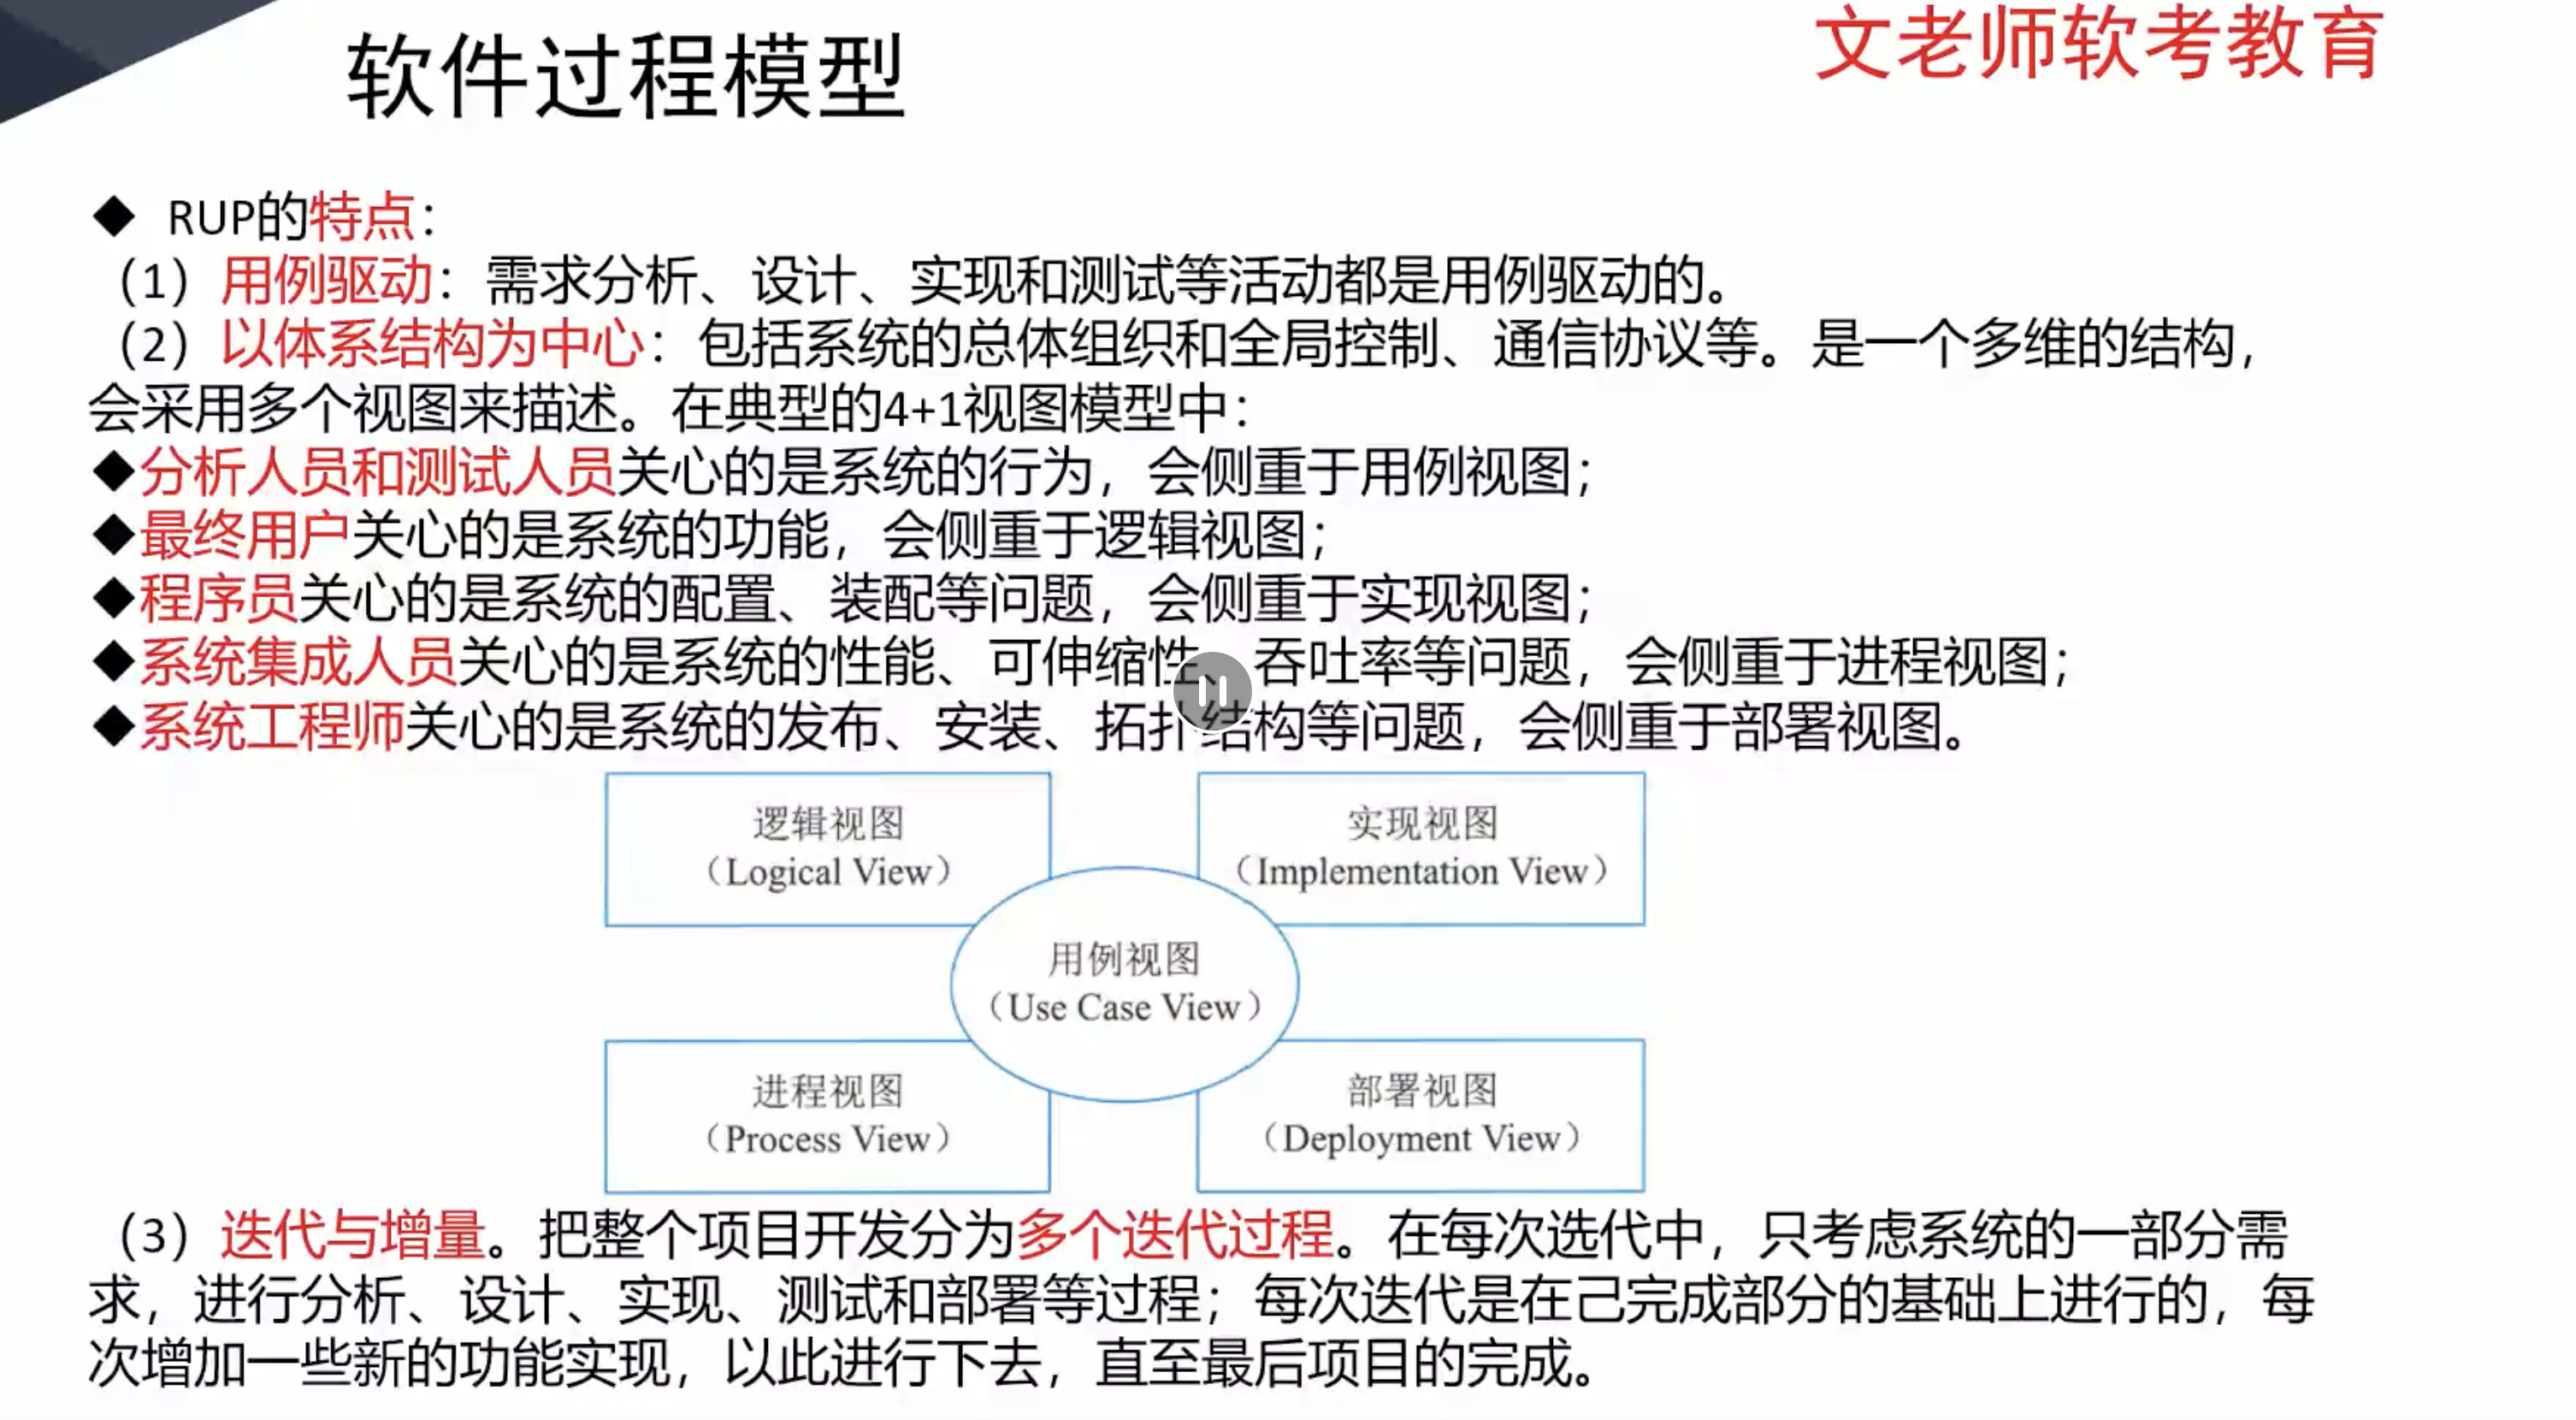 软件过程模型
文老师软考教育
◆ RUP的特点：
（1）用例驱动：需求分析、设计、实现和测试等活动都是用例驱动的。
（2）以体系结构为中心：包括系统的总体组织和全局控制、通信协议等。是一个多维的结构，
会采用多个视图来描述。在典型的4+1视图模型中：
◆分析人员和测试人员关心的是系统的行为，会侧重于用例视图；
◆最终用户关心的是系统的功能，会侧重于逻辑视图；
◆程序员关心的是系统的配置、装配等问题，会侧重于实现视图；
◆系统集成人员关心的是系统的性能、可伸缩性、吞吐率等问题，会侧重于进程视图；
◆系统工程师关心的是系统的发布、安装、拓扑结构等问题，会侧重于部署视图。
逻辑视图
（Logical View）
实现视图
（Implementation View）
用例视图
（Use Case View）
进程视图
（Process View）
部署视图
（Deployment View）
（3）迭代与增量。把整个项目开发分为多个迭代过程。在每次选代中，只考虑系统的一部分需
求，进行分析、设计、实现、测试和部署等过程；每次迭代是在己完成部分的基础上进行的，每
次增加一些新的功能实现，以此进行下去，直至最后项目的完成。